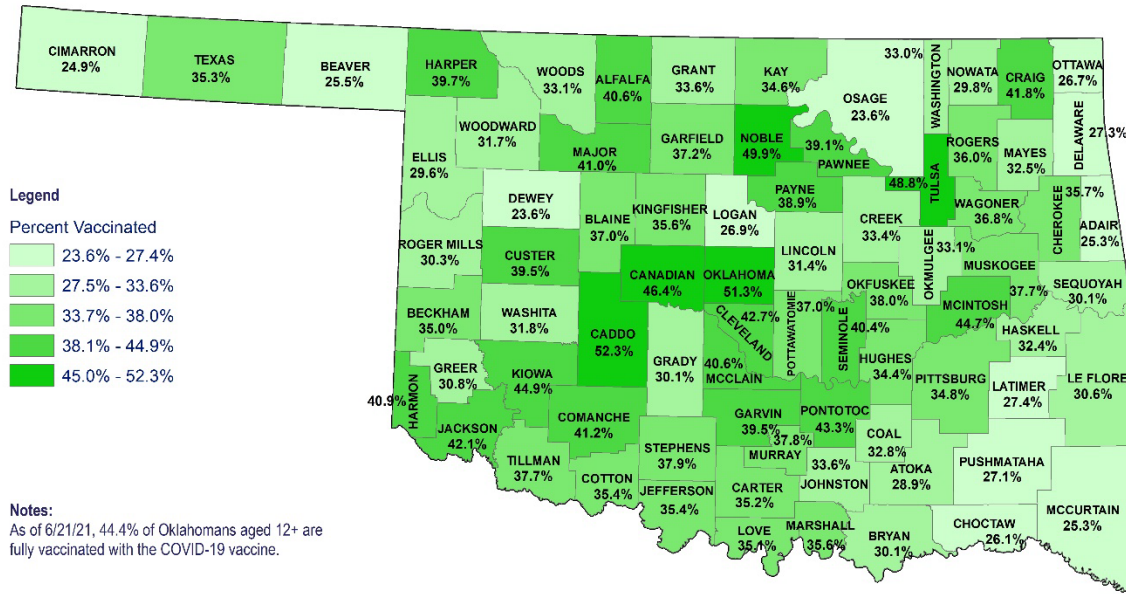 CIMARRON
24.9%
TEXAS
35.3%
BEAVER
25.5%
HARPER
39.7%
WOODS
33.1%
ALFALFA
40.6%
GRANT
33.6%
KAY
34.6%
OSAGE
23.6%
33.0%
WASHINGTON
NOWATA
29.8%
CRAIG
41.8%
OTTAWA
26.7%
DELAWARE
27.3%
ELLIS
29.6%
WOODWARD
31.7%
MAJOR
41.0%
GARFIELD
37.2%
NOBLE
49.9%
39.1%
PAWNEE
ROGERS
36.0%
MAYES
32.5%
48.8%
TULSA
PAYNE
38.9%
WAGONER
36.8%
CHEROKEE
35.7%
ADAIR
25.3%
Legend
Percent Vaccinated
23.6% - 27.4%
27.5% - 33.6%
33.7% - 38.0%
38.1% - 44.9%
45.0% - 52.3%
DEWEY
23.6%
BLAINE
37.0%
KINGFISHER
35.6%
LOGAN
26.9%
CREEK
33.4%
LINCOLN
31.4%
ROGER MILLS
30.3%
CUSTER
39.5%
CANADIAN
46.4%
OKLAHOMA
51.3%
OKMULGEE
33.1%
MUSKOGEE
37.7%
SEQUOYAH
30.1%
OKFUSKEE
38.0%
MCINTOSH
44.7%
BECKHAM
35.0%
WASHITA
31.8%
CADDO
52.3%
GRADY
30.1%
42.7%
CLEVELAND
POTTAWATOMIE
37.0%
SEMINOLE
40.4%
HASKELL
32.4%
HUGHES
34.4%
PITTSBURG
34.8%
LATIMER
27.4%
LE FLORE
30.6%
GREER
30.8%
KIOWA
44.9%
40.6%
MCCLAIN
40.9%
HARMON
JACKSON
42.1%
COMANCHE
41.2%
GARVIN
39.5%
PONTOTOC
43.3%
COAL
32.8%
STEPHENS
37.9%
37.8%
MURRAY
TILLMAN
37.7%
COTTON
35.4%
33.6%
JOHNSTON
ATOKA
28.9%
PUSHMATAHA
27.1%
JEFFERSON
35.4%
CARTER
35.2%
MCCURTAIN
25.3%
LOVE
35.1%
MARSHALL
35.6%
BRYAN
30.1%
CHOCTAW
26.1%
Notes:
As of 6/21/21, 44.4% of Oklahomans aged 12+ are
fully vaccinated with the COVID-19 vaccine.